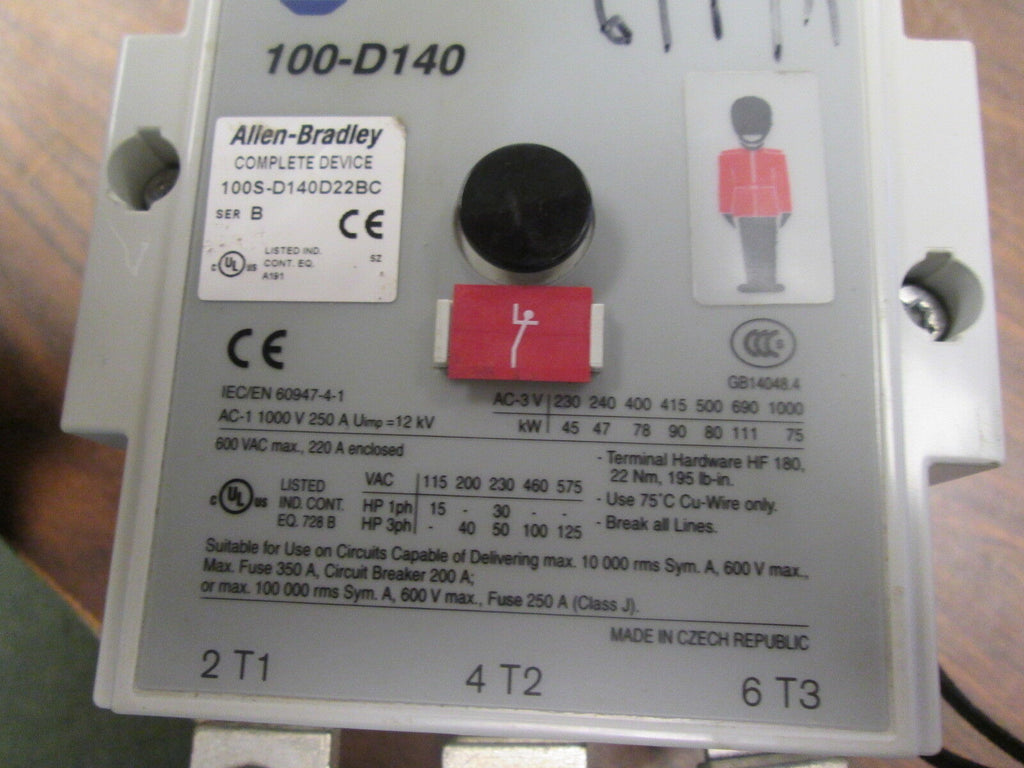 100-D140
Allen-Bradley
COMPLETE DEVICE
100S-D140D22BC
SER B
CE
c UL us
LISTED IND.
CONT. EQ.
A191
SZ
CE
CCC S
GB14048.4
IEC/EN 60947-4-1
AC-1 1000 V 250 A Uimp =12 kV
AC-3 V 230 240 400 415 500 690 1000
kW 45 47 78 90 80 111 75
600 VAC max., 220 A enclosed
c UL us
LISTED
IND.CONT.
EQ. 728 B
VAC 115 200 230 460 575
HP 1ph 15 - 30 - -
HP 3ph - 40 50 100 125
- Terminal Hardware HF 180,
22 Nm, 195 lb-in.
- Use 75°C Cu-Wire only.
- Break all Lines.
Suitable for Use on Circuits Capable of Delivering max. 10 000 rms Sym. A, 600 V max.,
Max. Fuse 350 A, Circuit Breaker 200 A;
or max. 100 000 rms Sym. A, 600 V max., Fuse 250 A (Class J).
MADE IN CZECH REPUBLIC
2 T1
4 T2
6 T3